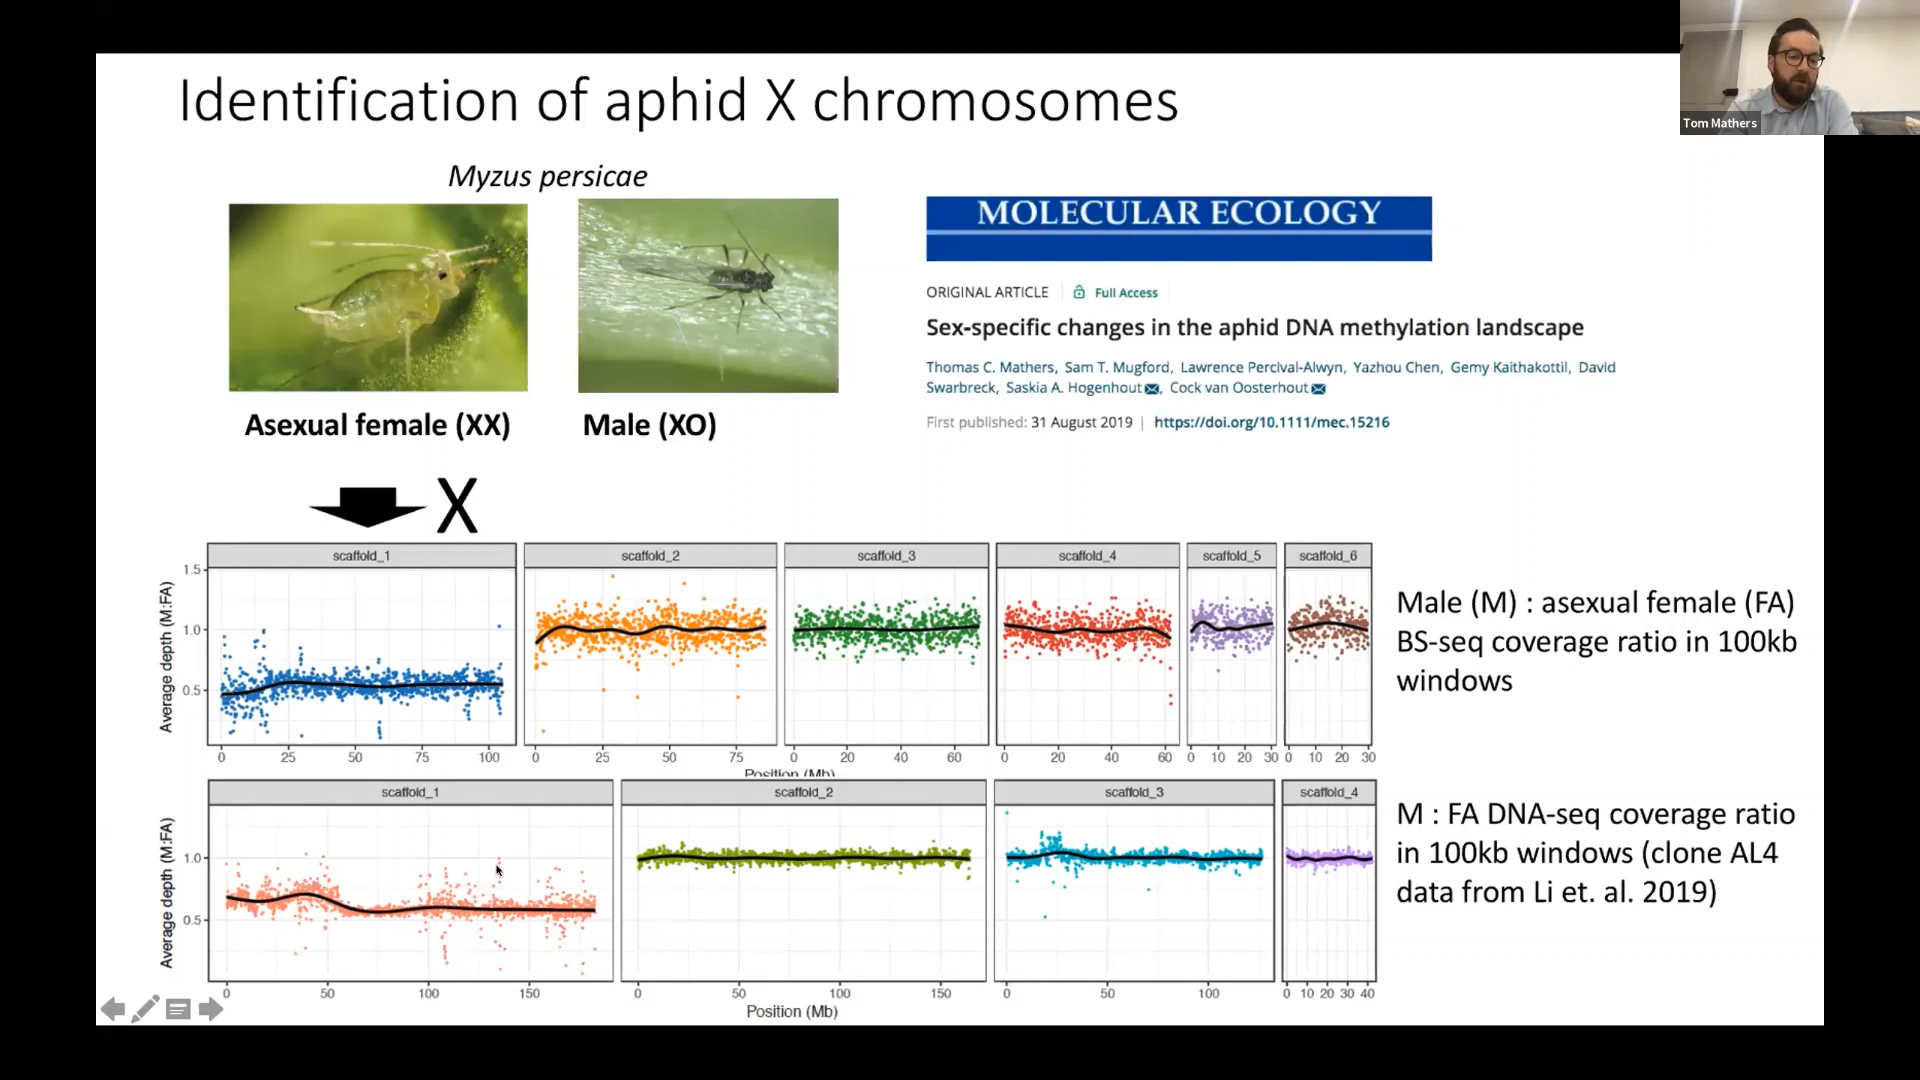 Identification of aphid X chromosomes
Tom Mathers
Myzus persicae
Asexual female (XX)
Male (XO)
MOLECULAR ECOLOGY
ORIGINAL ARTICLE Full Access
Sex-specific changes in the aphid DNA methylation landscape
Thomas C. Mathers, Sam T. Mugford, Lawrence Percival-Alwyn, Yazhou Chen, Gemy Kaithakottil, David
Swarbreck, Saskia A. Hogenhout, Cock van Oosterhout
First published: 31 August 2019 | https://doi.org/10.1111/mec.15216
X
scaffold_1 scaffold_2 scaffold_3 scaffold_4 scaffold_5 scaffold_6
Average depth (M:FA)
1.5
1.0
0.5
0 25 50 75 100 0 25 50 75 0 20 40 60 0 20 40 60 0 10 20 30 0 10 20 30
Position (Mb)
Male (M) : asexual female (FA)
BS-seq coverage ratio in 100kb
windows
scaffold_1 scaffold_2 scaffold_3 scaffold_4
Average depth (M:FA)
1.0
0.5
0 50 100 150 0 50 100 150 0 50 100 0 10 20 30 40
Position (Mb)
M : FA DNA-seq coverage ratio
in 100kb windows (clone AL4
data from Li et. al. 2019)